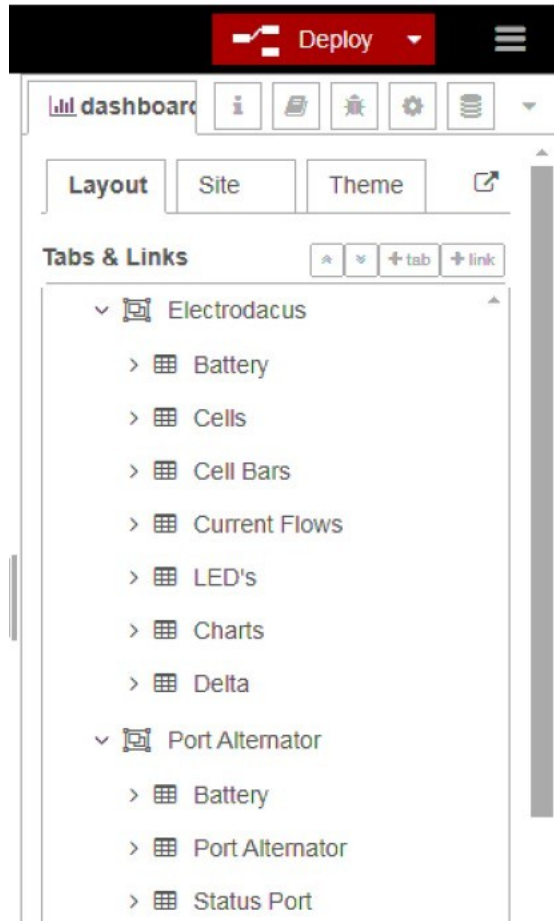 Deploy
dashboard
Layout
Site
Theme
Tabs & Links
+ tab
+ link
Electrodacus
Battery
Cells
Cell Bars
Current Flows
LED's
Charts
Delta
Port Alternator
Battery
Port Alternator
Status Port